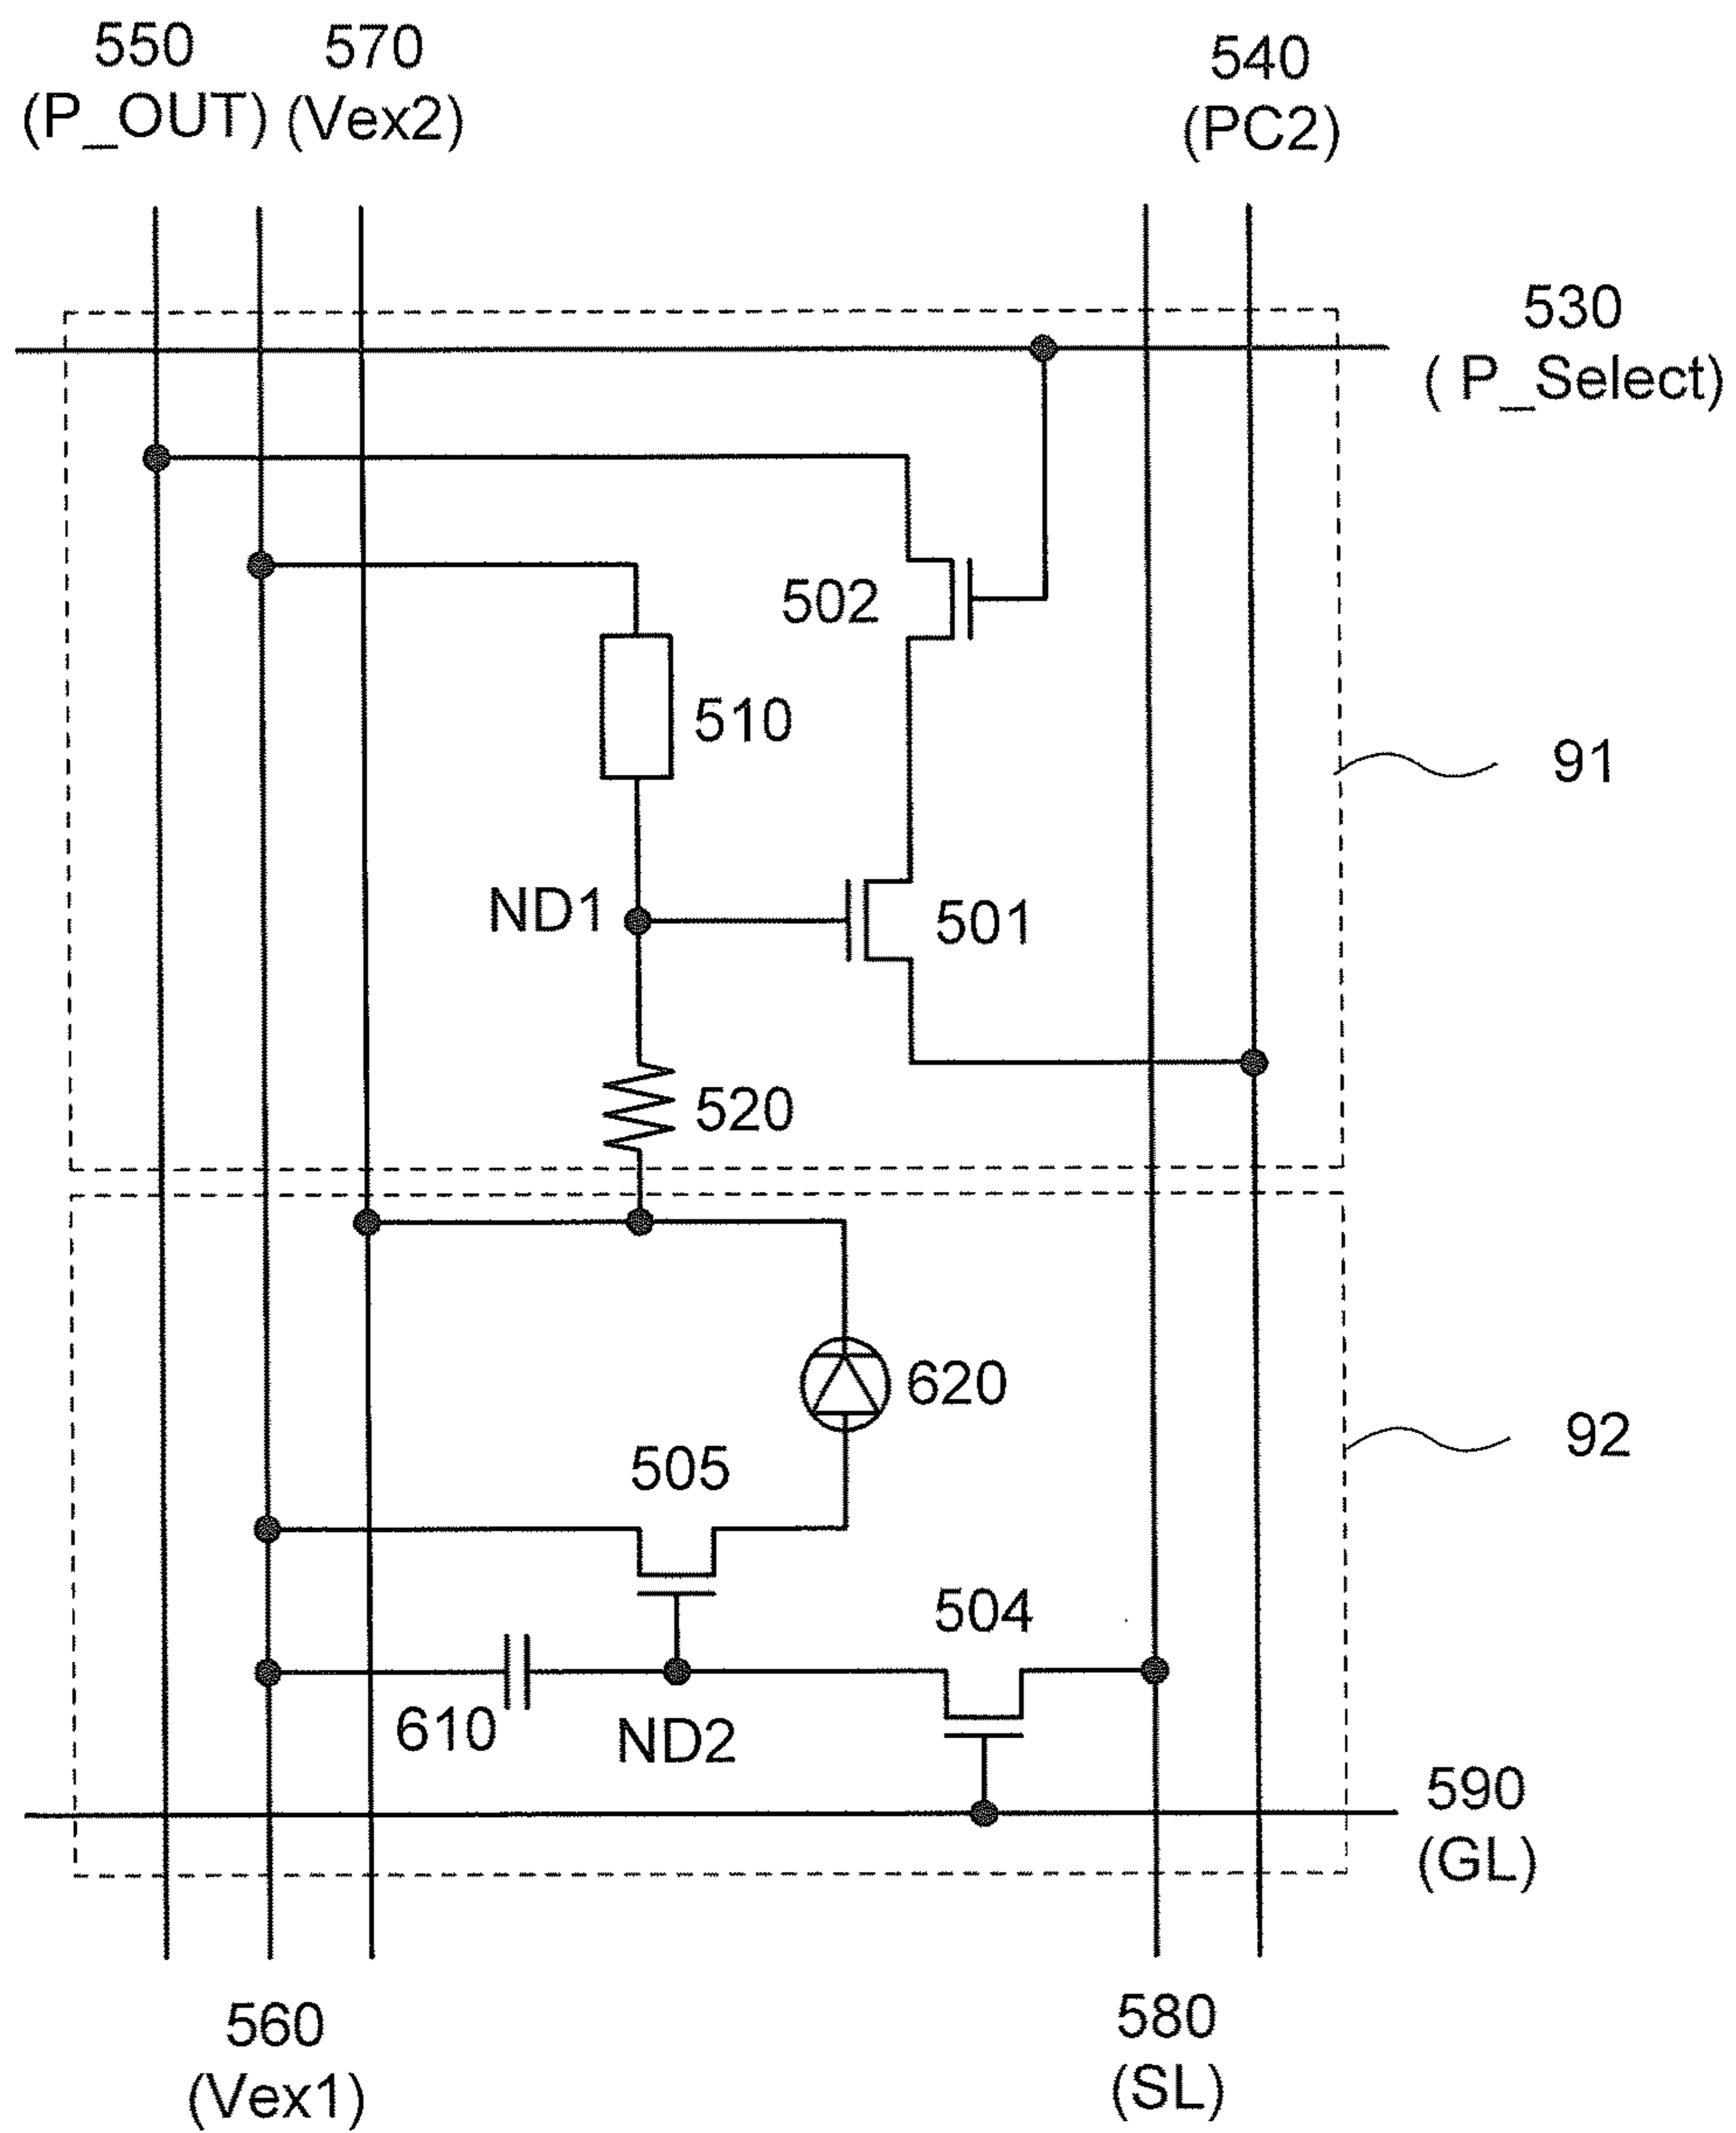 550
(P_OUT)
570
(Vex2)
540
(PC2)
530
( P_Select)
502
510
91
ND1
501
520
620
92
505
504
610
ND2
590
(GL)
560
(Vex1)
580
(SL)